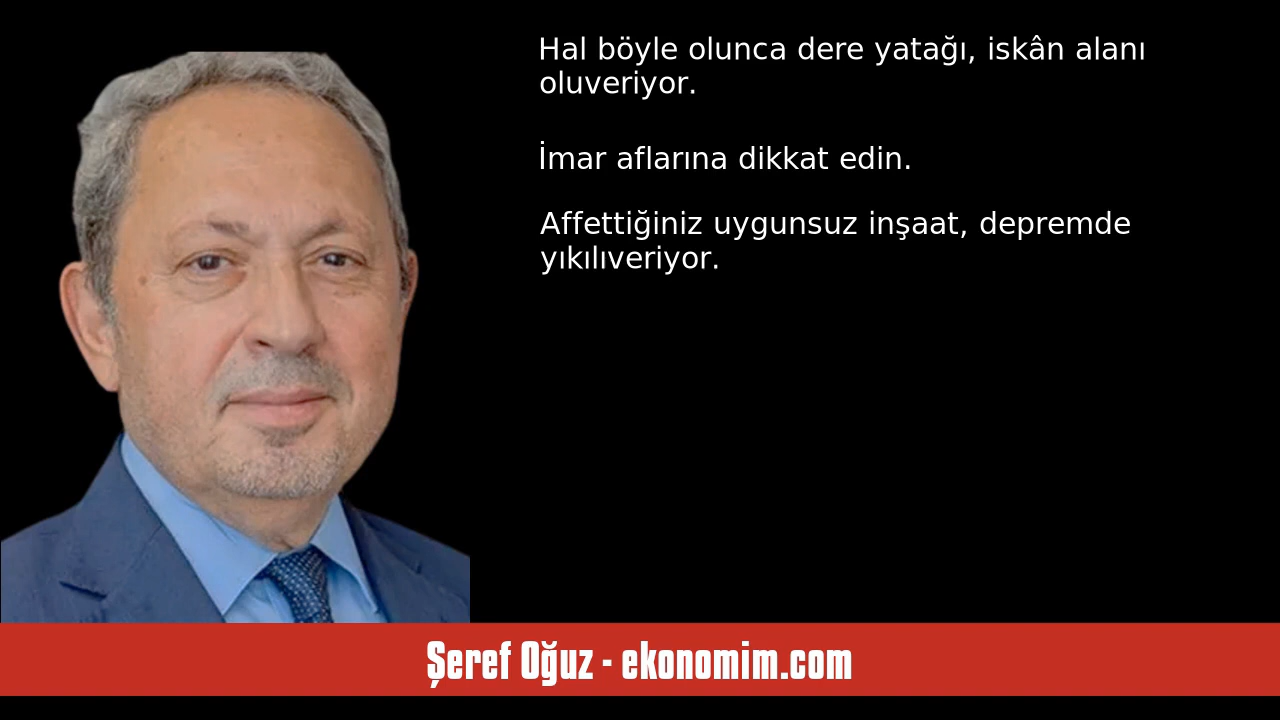 Hal böyle olunca dere yatağı, iskân alanı
oluveriyor.
İmar aflarına dikkat edin.
Affettiğiniz uygunsuz inşaat, depremde
yıkılıveriyor.
Şeref Oğuz - ekonomim.com